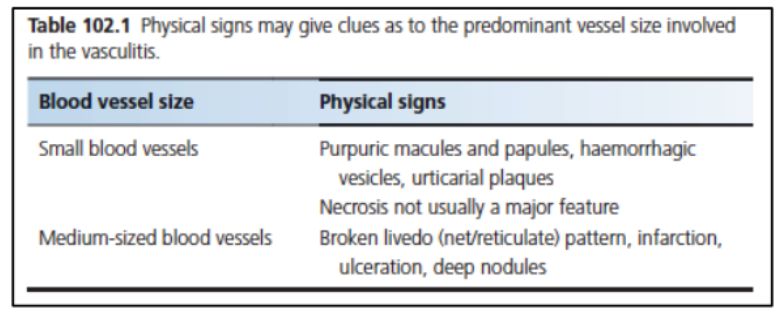 Table 102.1 Physical signs may give clues as to the predominant vessel size involved
in the vasculitis.
Blood vessel size Physical signs
Small blood vessels Purpuric macules and papules, haemorrhagic
vesicles, urticarial plaques
Necrosis not usually a major feature
Medium-sized blood vessels Broken livedo (net/reticulate) pattern, infarction,
ulceration, deep nodules